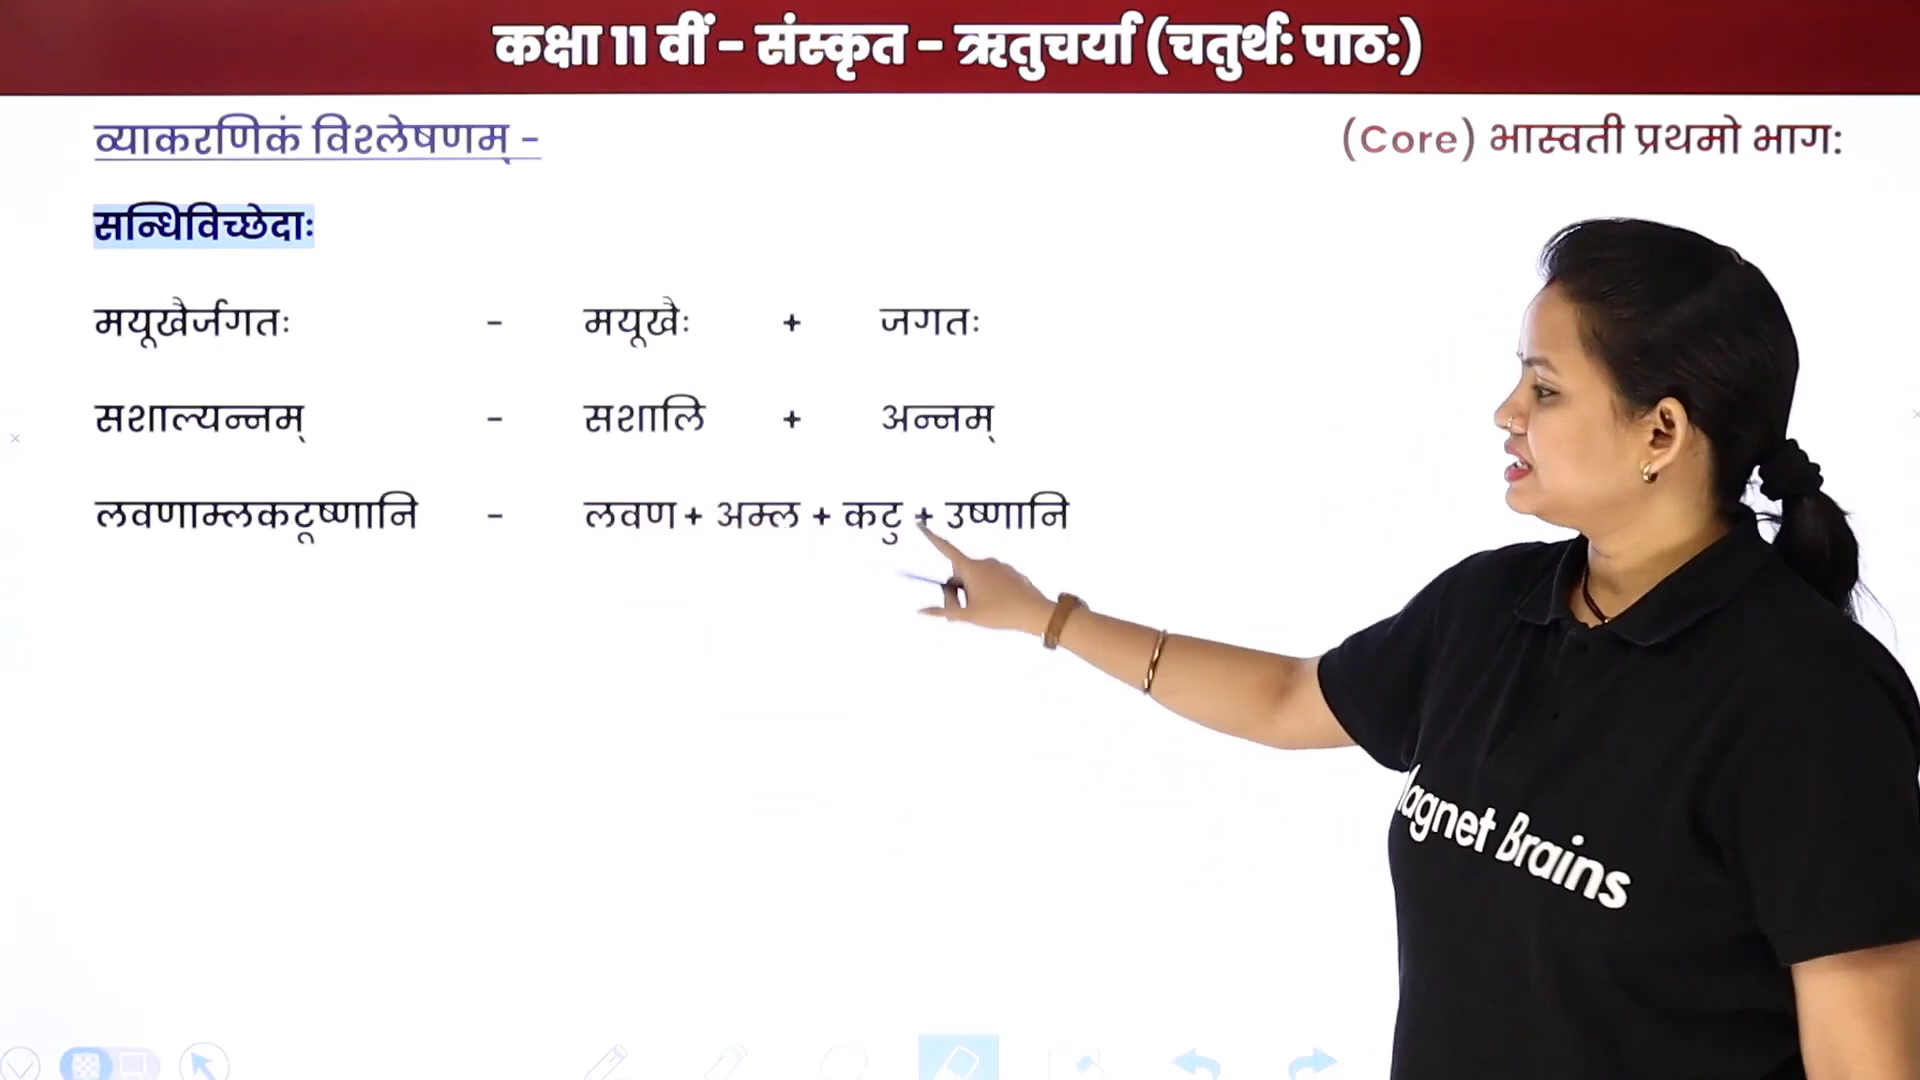 कक्षा 11 वीं - संस्कृत - ऋतुचर्या (चतुर्थः पाठः)
व्याकरणिकं विश्लेषणम् -
(Core) भास्वती प्रथमो भागः
सन्धिविच्छेदाः
मयूखैर्जगतः - मयूखैः + जगतः
सशाल्यन्नम् - सशालि + अन्नम्
लवणाम्लकटूष्णानि - लवण + अम्ल + कटु + उष्णानि
Magnet Brains